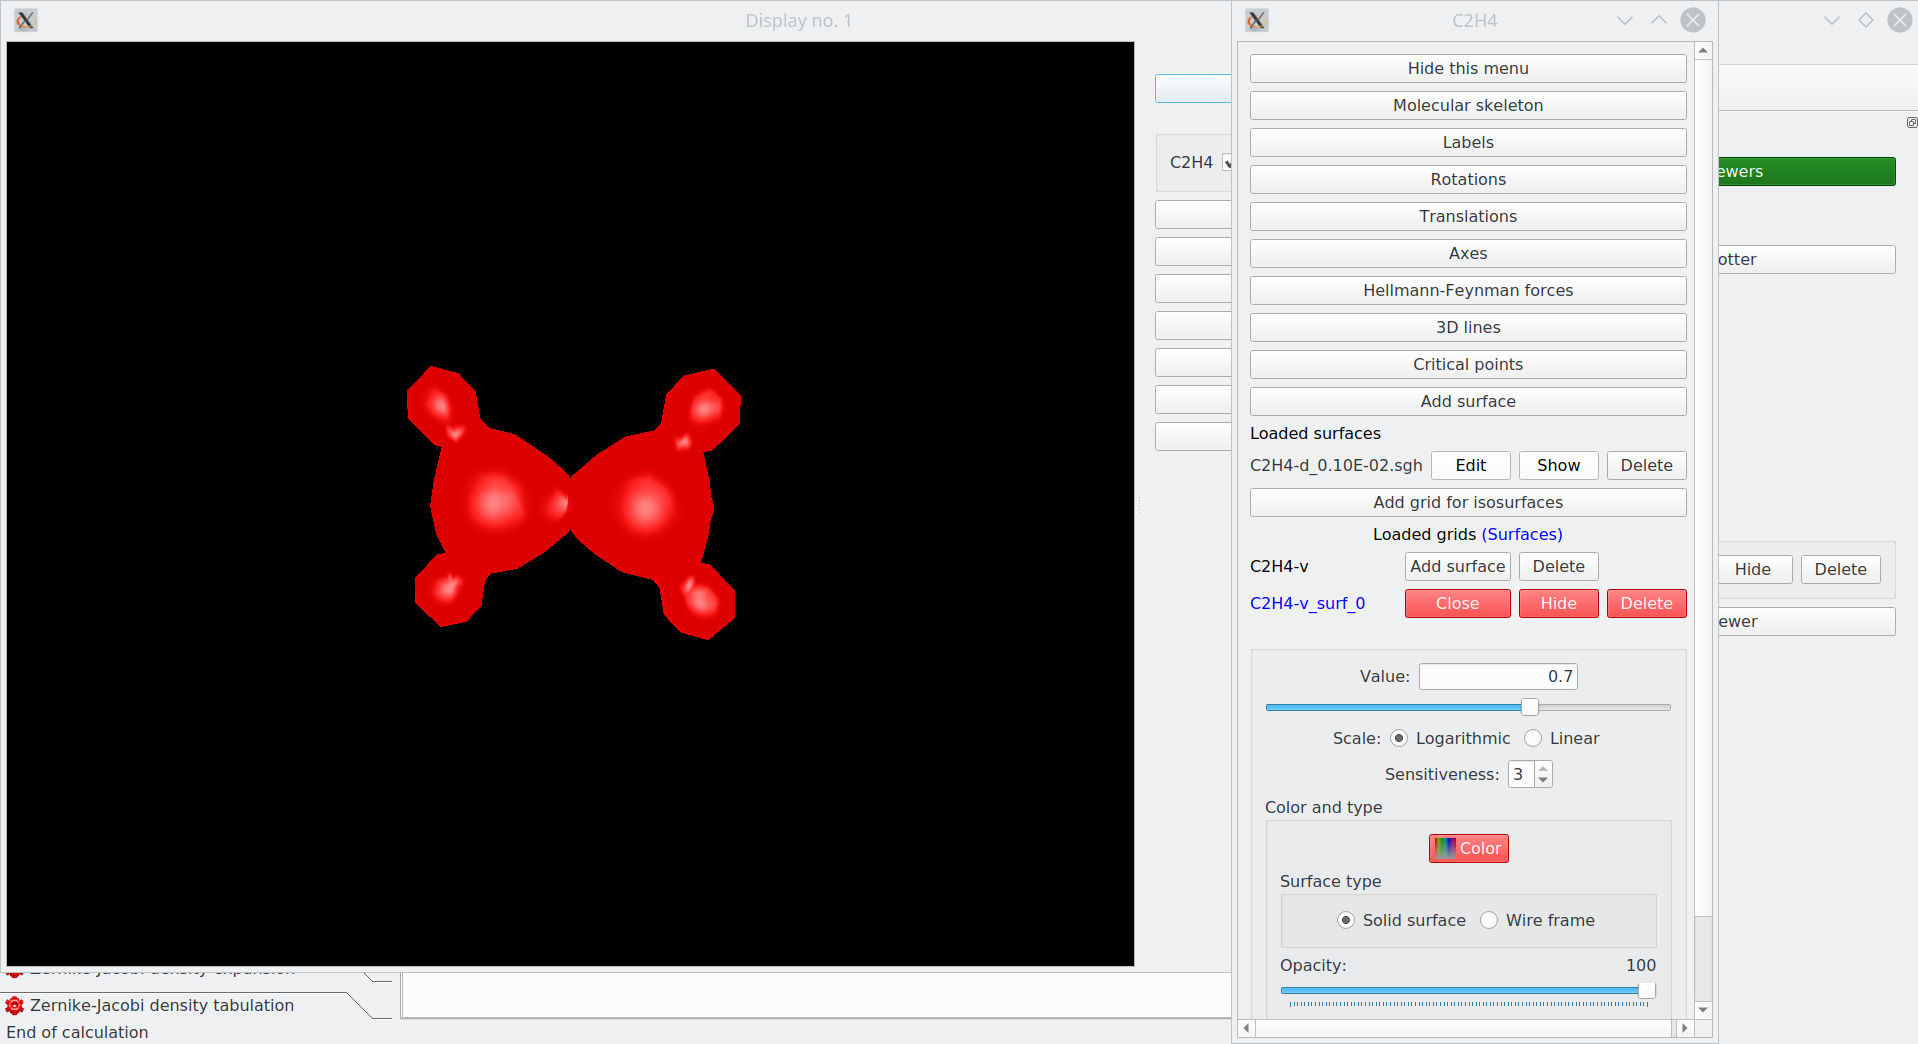 Display no. 1
C2H4
Hide this menu
Molecular skeleton
Labels
Rotations
Translations
Axes
Hellmann-Feynman forces
3D lines
Critical points
Add surface
Loaded surfaces
C2H4-d_0.10E-02.sgh Edit Show Delete
Add grid for isosurfaces
Loaded grids (Surfaces)
C2H4-v Add surface Delete
C2H4-v_surf_0 Close Hide Delete
Value: 0.7
Scale: Logarithmic Linear
Sensitiveness: 3
Color and type
Color
Surface type
Solid surface Wire frame
Opacity: 100
C2H4
ewers
otter
Hide Delete
ewer
Zernike-Jacobi density expansion
Zernike-Jacobi density tabulation
End of calculation